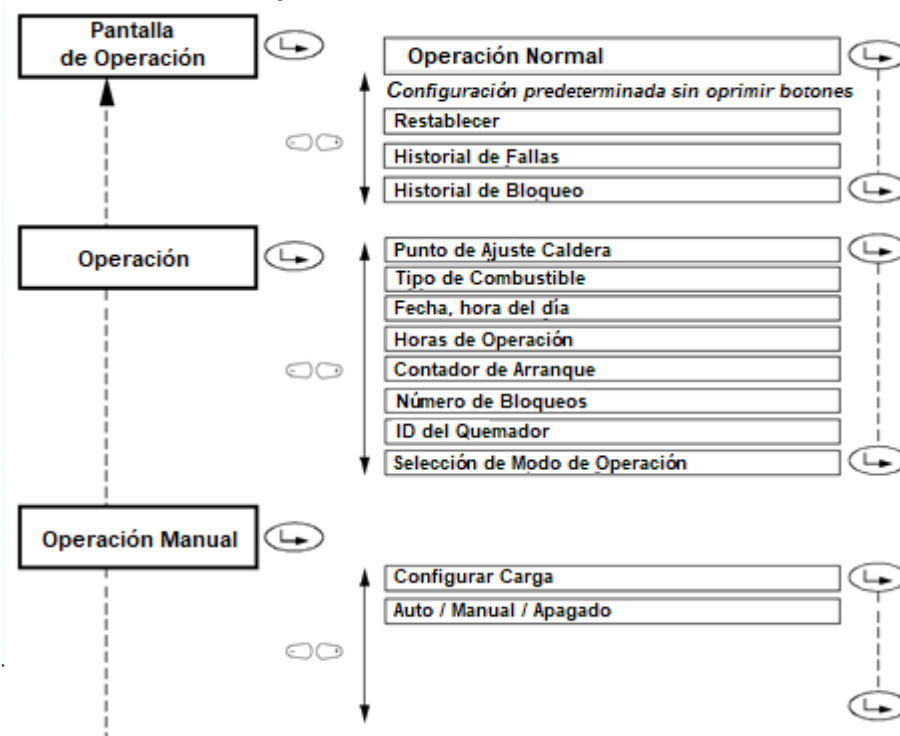 Pantalla
de Operación
Operación Normal
Configuración predeterminada sin oprimir botones
Restablecer
Historial de Fallas
Historial de Bloqueo
Operación
Punto de Ajuste Caldera
Tipo de Combustible
Fecha, hora del día
Horas de Operación
Contador de Arranque
Número de Bloqueos
ID del Quemador
Selección de Modo de Operación
Operación Manual
Configurar Carga
Auto / Manual / Apagado